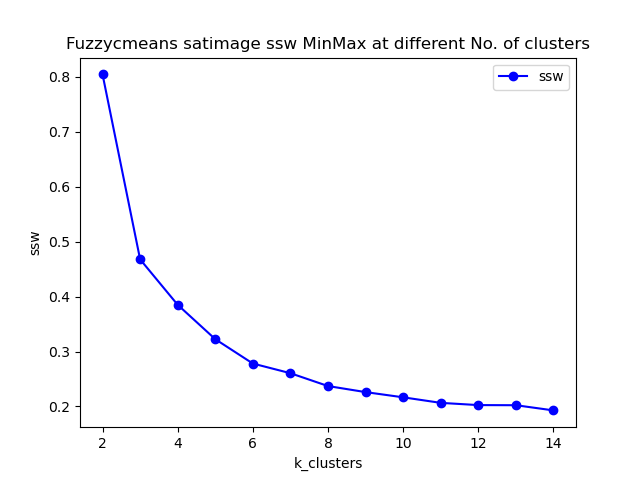 Fuzzycmeans satimage ssw MinMax at different No. of clusters
ssw
0.8
0.7
0.6
0.5
0.4
0.3
0.2
ssw
2 4 6 8 10 12 14
k_clusters